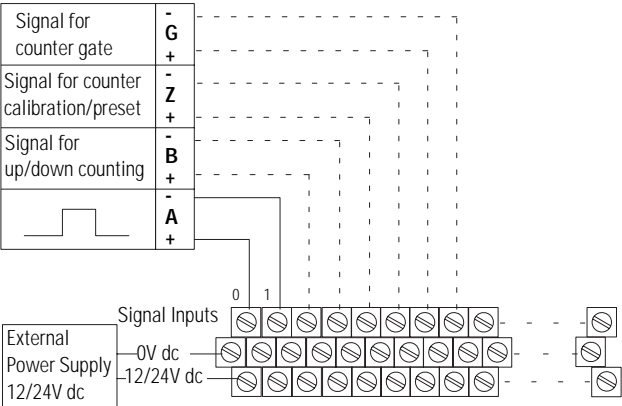 Signal for
counter gate
-
G
+
Signal for counter
calibration/preset
-
Z
+
Signal for
up/down counting
-
B
+
-
A
+
0 1
Signal Inputs
External
Power Supply
12/24V dc
0V dc
12/24V dc